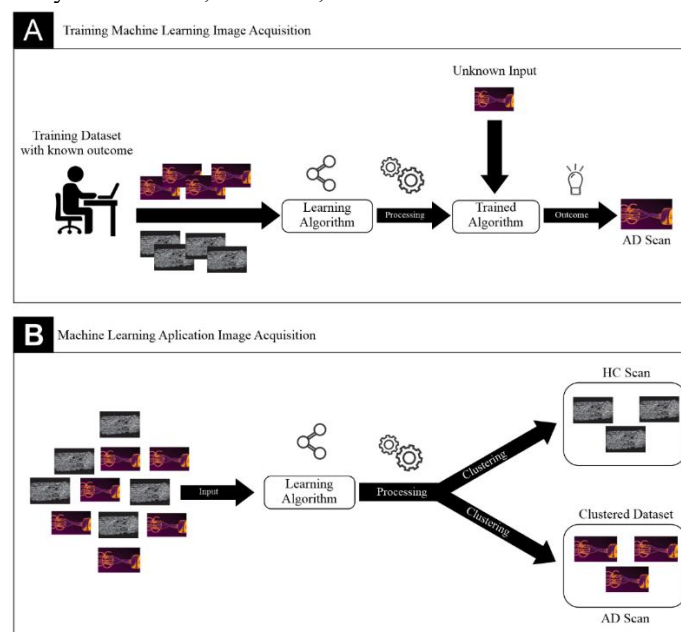 A
Training Machine Learning Image Acquisition
Unknown Input
Training Dataset
with known outcome
Learning
Algorithm
Processing
Trained
Algorithm
Outcome
AD Scan
B
Machine Learning Aplication Image Acquisition
HC Scan
Clustering
Input
Learning
Algorithm
Processing
Clustering
Clustered Dataset
AD Scan